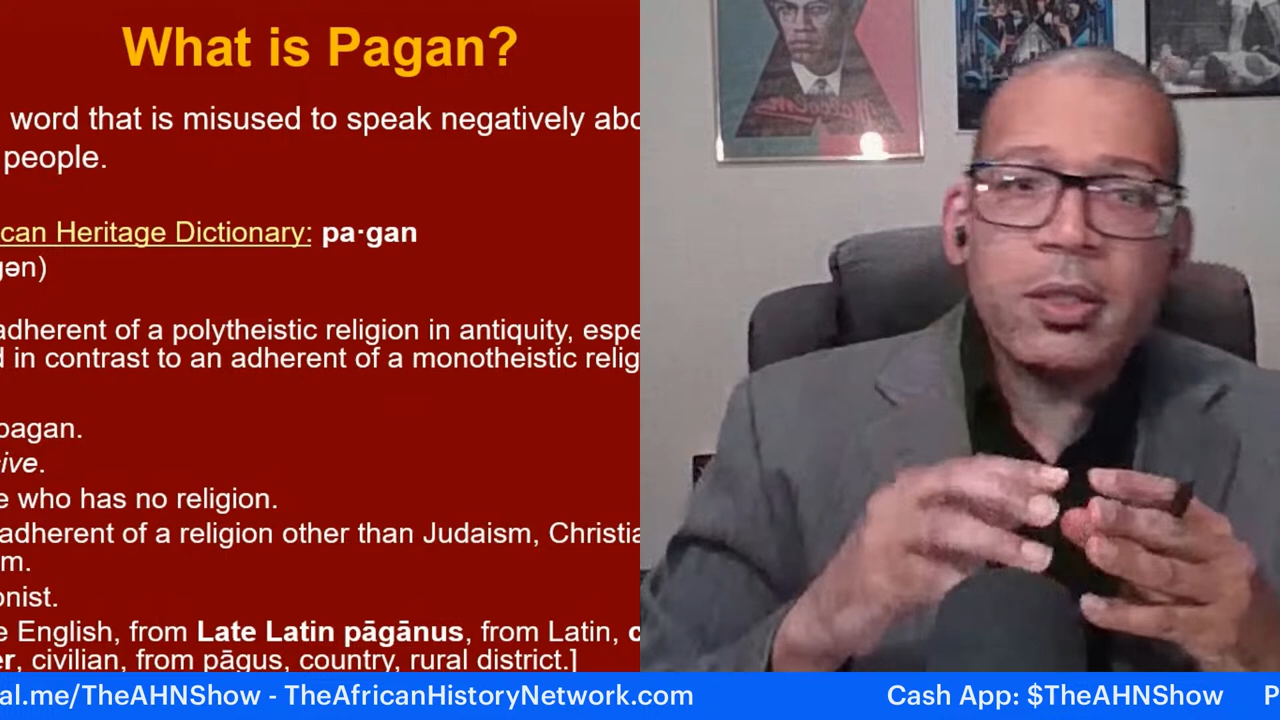 What is Pagan?
word that is misused to speak negatively abo
people.
can Heritage Dictionary: pa·gan
gən)
adherent of a polytheistic religion in antiquity, espe
d in contrast to an adherent of a monotheistic relig
pagan.
sive.
e who has no religion.
adherent of a religion other than Judaism, Christia
m.
onist.
e English, from Late Latin pāgānus, from Latin, c
er, civilian, from pāgus, country, rural district.]
al.me/TheAHNShow - TheAfricanHistoryNetwork.com
Cash App: $TheAHNShow P